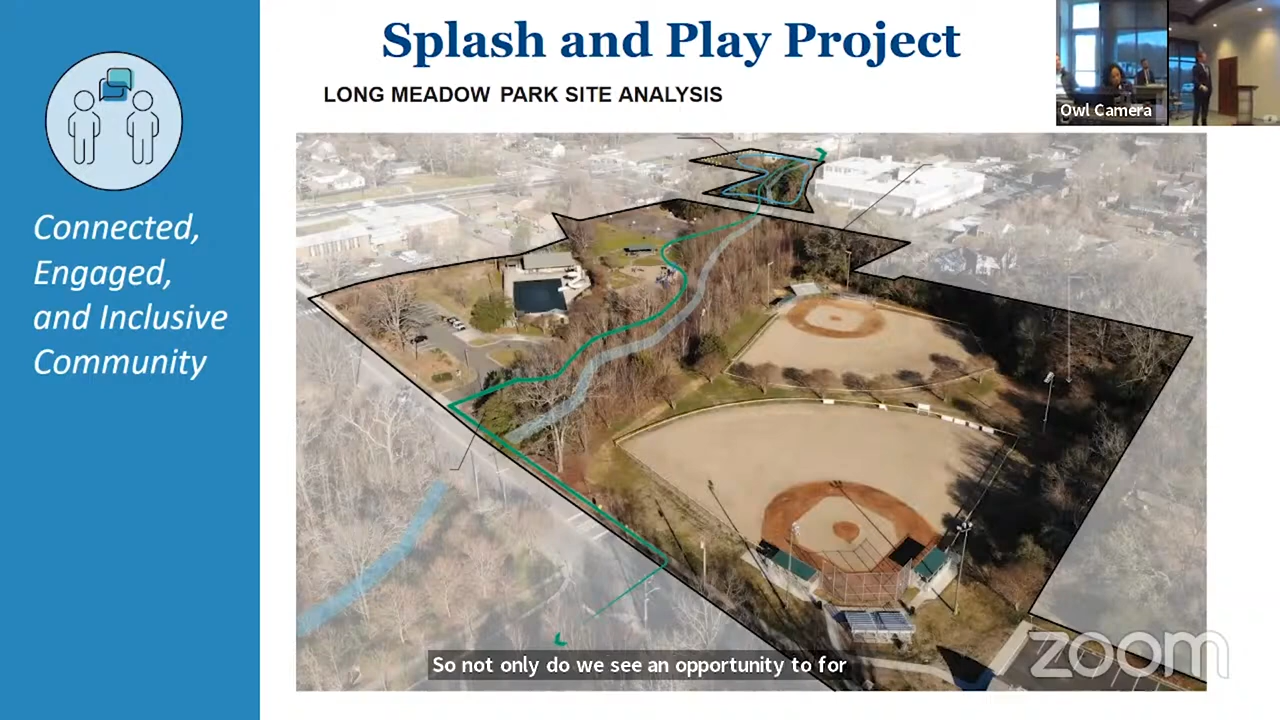 Splash and Play Project
LONG MEADOW PARK SITE ANALYSIS
Owl Camera
Connected,
Engaged,
and Inclusive
Community
So not only do we see an opportunity to for
zoom